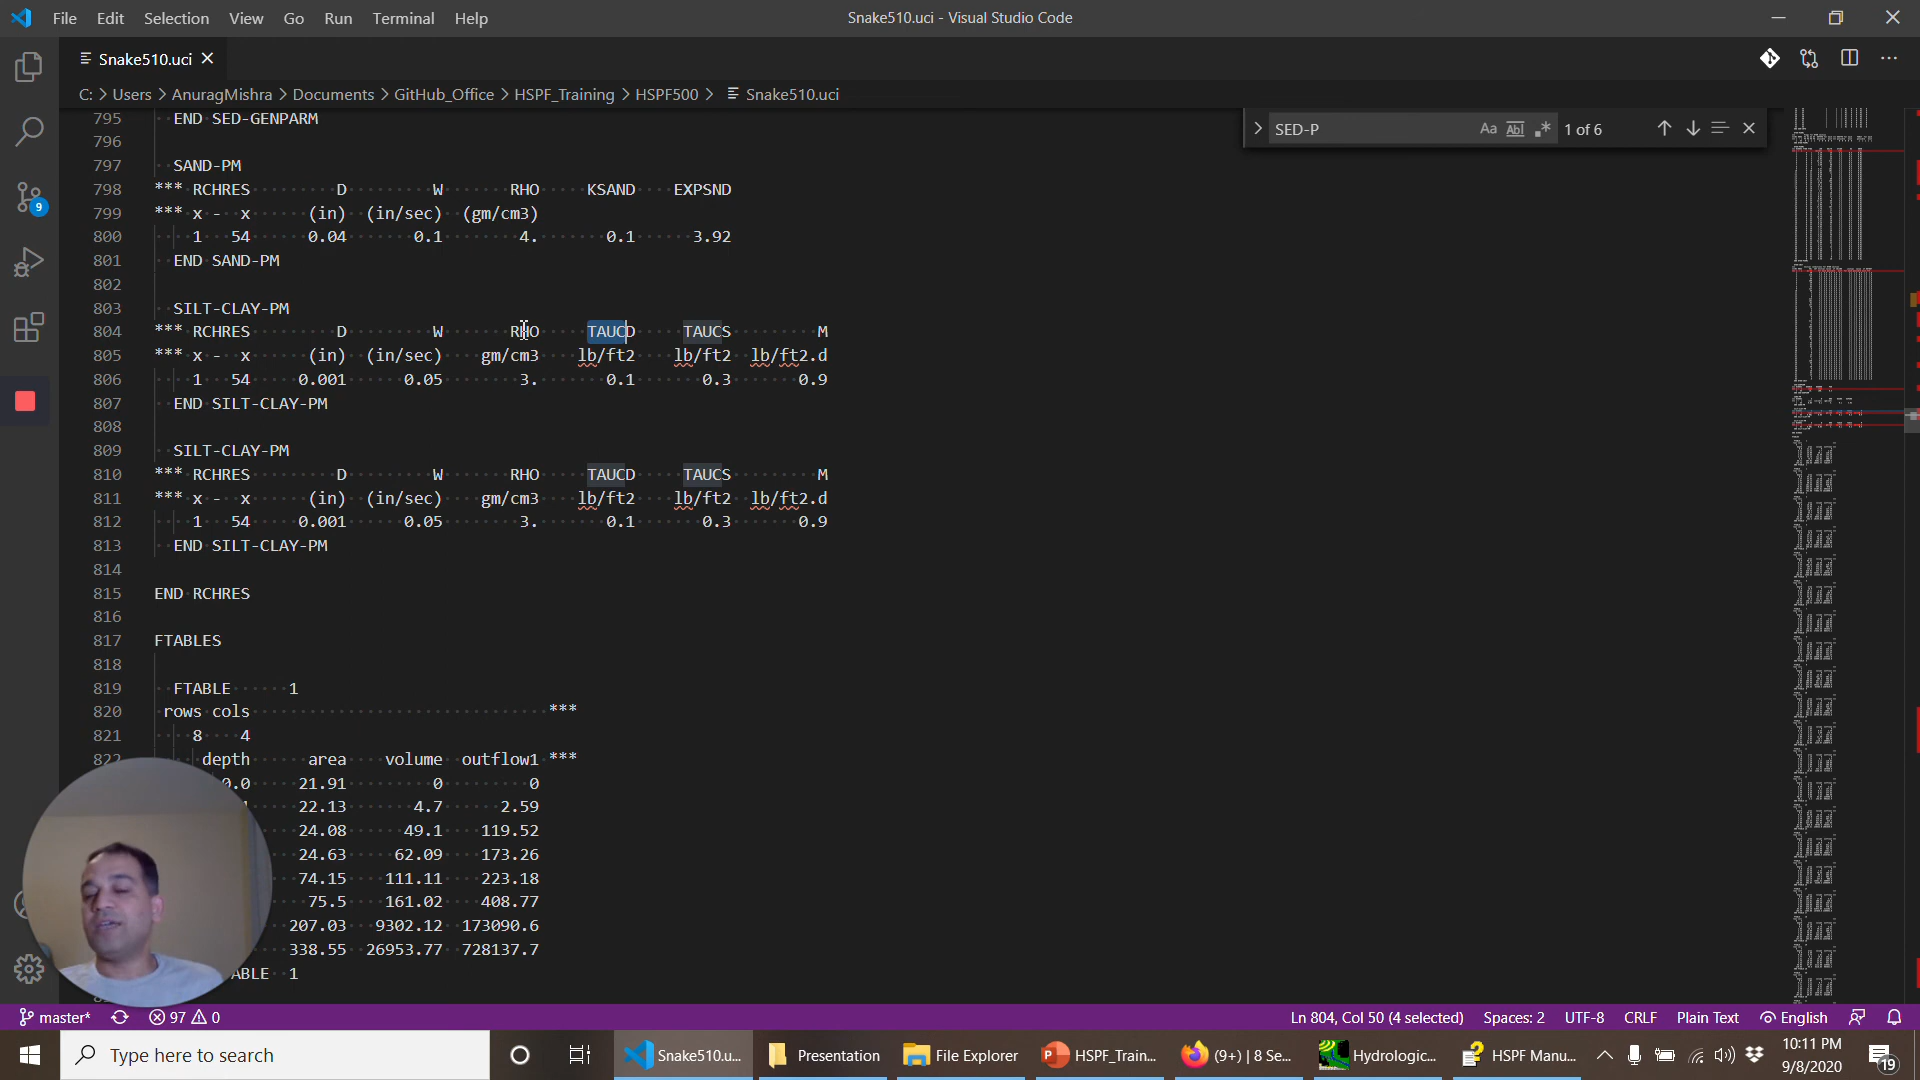 File Edit Selection View Go Run Terminal Help
Snake510.uci - Visual Studio Code
Snake510.uci
C: > Users > AnuragMishra > Documents > GitHub_Office > HSPF_Training > HSPF500 > Snake510.uci
SED-P Aa Abl .* 1 of 6
795 END SED-GENPARM
796
797 SAND-PM
798 *** RCHRES D W RHO KSAND EXPSND
799 *** x - x (in) (in/sec) (gm/cm3)
800 1 54 0.04 0.1 4. 0.1 3.92
801 END SAND-PM
802
803 SILT-CLAY-PM
804 *** RCHRES D W RHO TAUCD TAUCS M
805 *** x - x (in) (in/sec) gm/cm3 lb/ft2 lb/ft2 lb/ft2.d
806 1 54 0.001 0.05 3. 0.1 0.3 0.9
807 END SILT-CLAY-PM
808
809 SILT-CLAY-PM
810 *** RCHRES D W RHO TAUCD TAUCS M
811 *** x - x (in) (in/sec) gm/cm3 lb/ft2 lb/ft2 lb/ft2.d
812 1 54 0.001 0.05 3. 0.1 0.3 0.9
813 END SILT-CLAY-PM
814
815 END RCHRES
816
817 FTABLES
818
819 FTABLE 1
820 rows cols ***
821 8 4
822 depth area volume outflow1 ***
0.0 21.91 0 0
22.13 4.7 2.59
24.08 49.1 119.52
24.63 62.09 173.26
74.15 111.11 223.18
75.5 161.02 408.77
207.03 9302.12 173090.6
338.55 26953.77 728137.7
ABLE 1
9
master* 97 0
Ln 804, Col 50 (4 selected) Spaces: 2 UTF-8 CRLF Plain Text English
Type here to search
Snake510.u...
Presentation
File Explorer
HSPF_Train...
(9+) | 8 Se...
Hydrologic...
HSPF Manu...
10:11 PM
9/8/2020
19